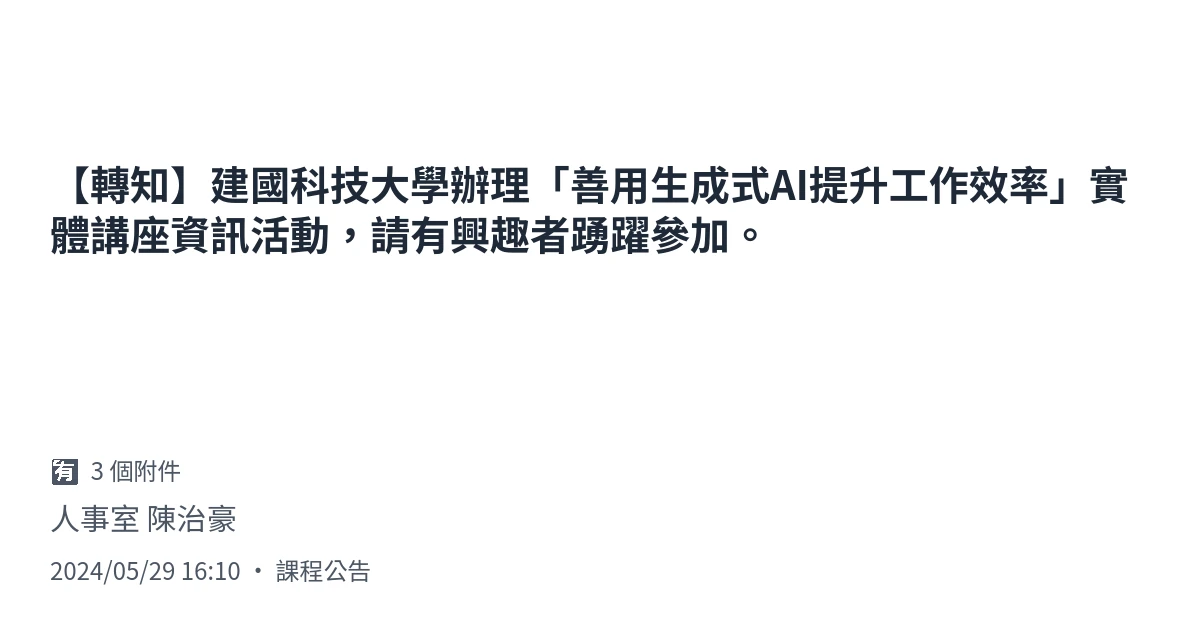 【轉知】建國科技大學辦理「善用生成式AI提升工作效率」實
體講座資訊活動，請有興趣者踴躍參加。
有 3 個附件
人事室 陳治豪
2024/05/29 16:10 • 課程公告